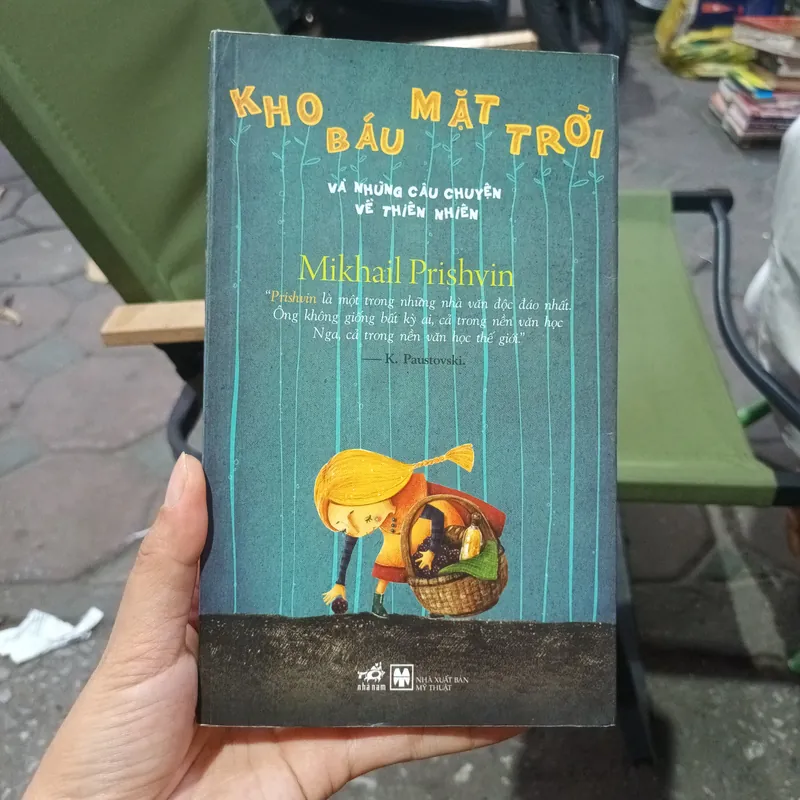 KHO BÁU MẶT TRỜI
VÀ NHỮNG CÂU CHUYỆN
VỀ THIÊN NHIÊN
Mikhail Prishvin
“Prishvin là một trong những nhà văn độc đáo nhất.
Ông không giống bất kỳ ai, cả trong nền văn học
Nga, cả trong nền văn học thế giới.”
— K. Paustovski.
nhã nam
NHÀ XUẤT BẢN
MỸ THUẬT